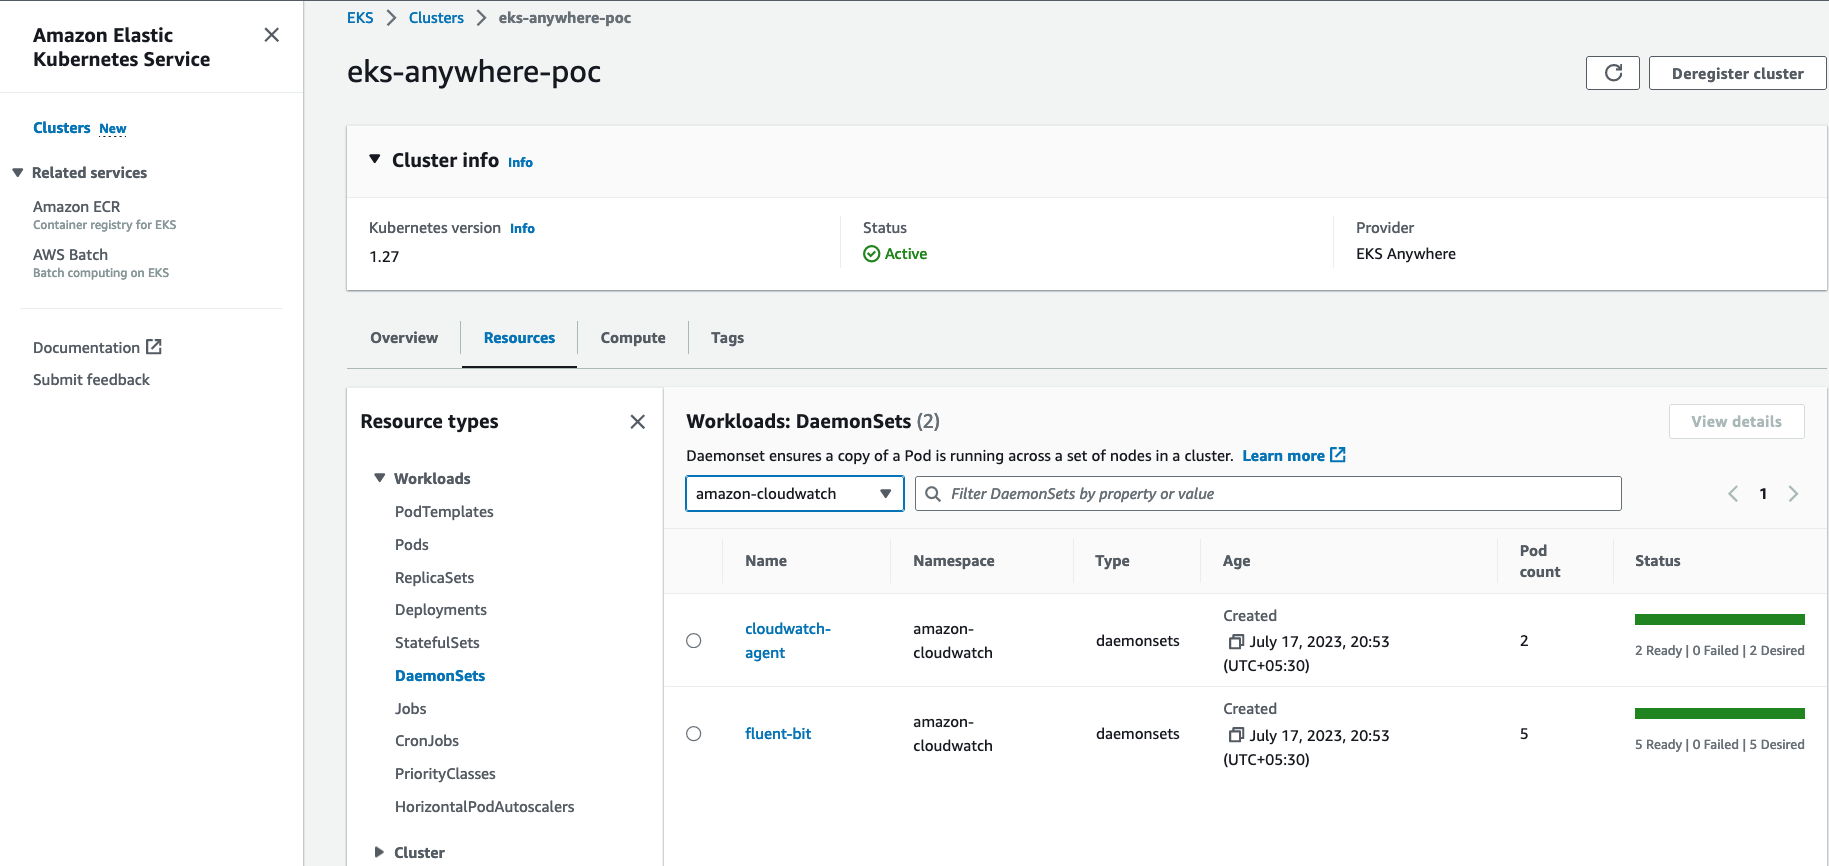 Amazon Elastic
Kubernetes Service
Clusters New
Related services
Amazon ECR
Container registry for EKS
AWS Batch
Batch computing on EKS
Documentation
Submit feedback
EKS > Clusters > eks-anywhere-poc
eks-anywhere-poc
Deregister cluster
Cluster info Info
Kubernetes version Info
1.27
Status
Active
Provider
EKS Anywhere
Overview
Resources
Compute
Tags
Resource types
Workloads
PodTemplates
Pods
ReplicaSets
Deployments
StatefulSets
DaemonSets
Jobs
CronJobs
PriorityClasses
HorizontalPodAutoscalers
Cluster
Workloads: DaemonSets (2)
View details
Daemonset ensures a copy of a Pod is running across a set of nodes in a cluster. Learn more
amazon-cloudwatch
Filter DaemonSets by property or value
1
Name
Namespace
Type
Age
Pod
count
Status
cloudwatch-
agent
amazon-
cloudwatch
daemonsets
Created
July 17, 2023, 20:53
(UTC+05:30)
2
2 Ready | 0 Failed | 2 Desired
fluent-bit
amazon-
cloudwatch
daemonsets
Created
July 17, 2023, 20:53
(UTC+05:30)
5
5 Ready | 0 Failed | 5 Desired